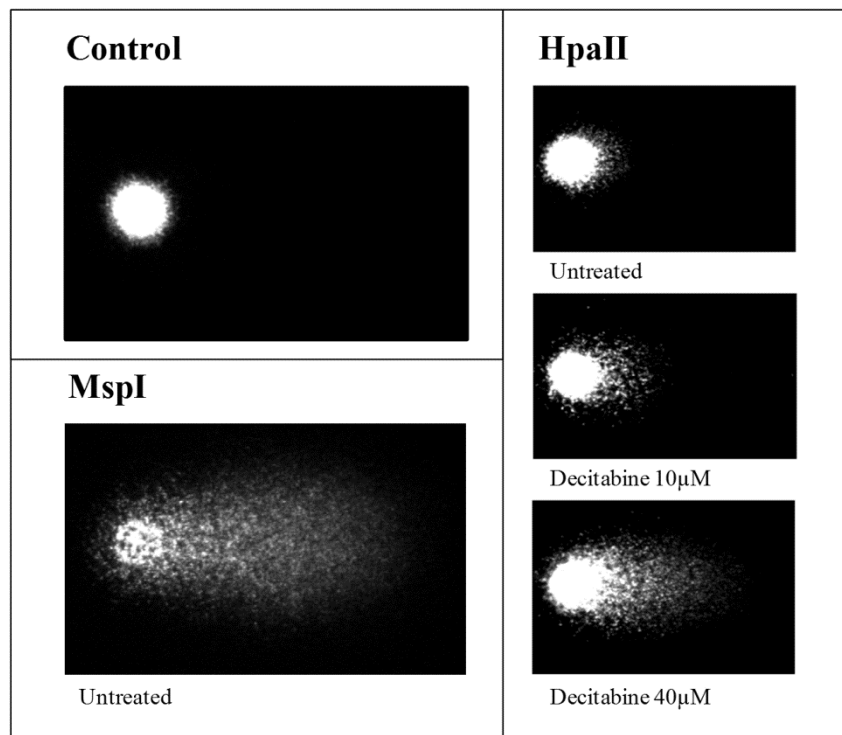 Control
MspI
Untreated
HpaII
Untreated
Decitabine 10µM
Decitabine 40µM